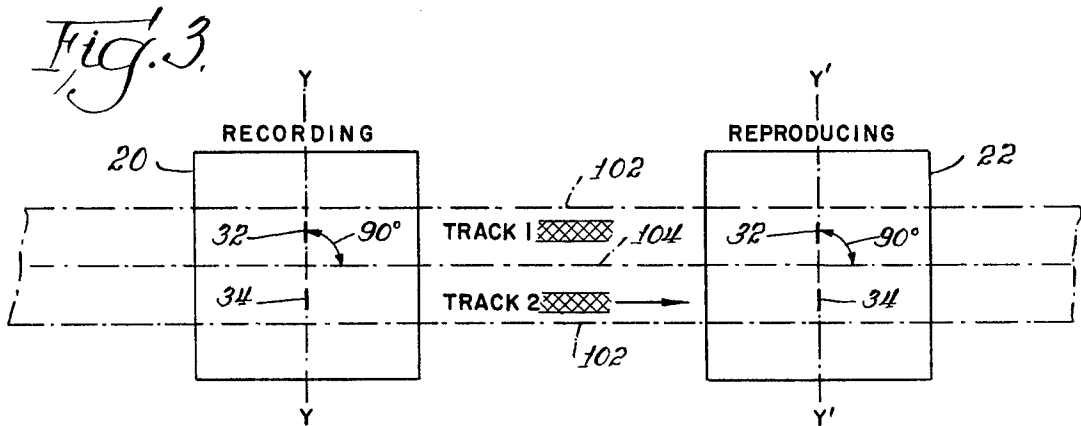 Fig. 3.
Y Y'
RECORDING REPRODUCING
20 22
102
32 90° TRACK 1 104 32 90°
34 TRACK 2 34
102
Y Y'